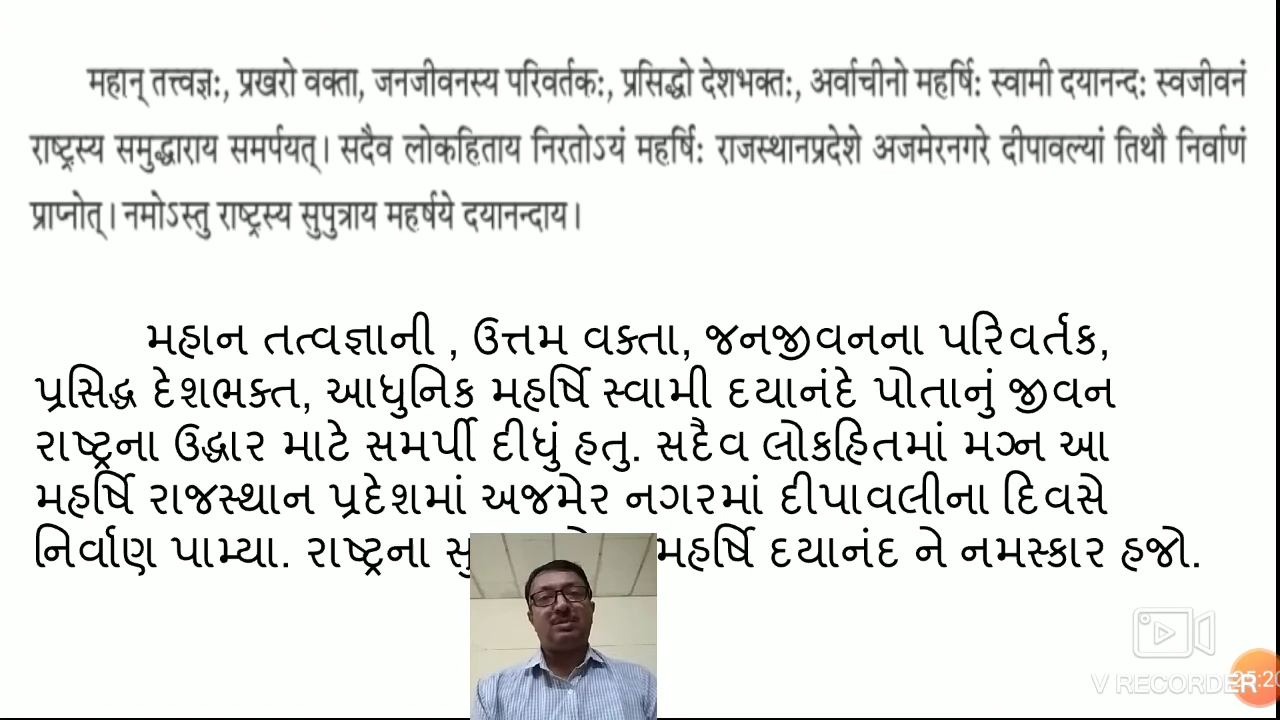 महान् तत्त्वज्ञः, प्रखरो वक्ता, जनजीवनस्य परिवर्तकः, प्रसिद्धो देशभक्तः, अर्वाचीनो महर्षिः स्वामी दयानन्दः स्वजीवनं
राष्ट्रस्य समुद्धाराय समर्पयत्। सदैव लोकहिताय निरतोऽयं महर्षिः राजस्थानप्रदेशे अजमेरनगरे दीपावल्यां तिथौ निर्वाणं
प्राप्नोत्। नमोऽस्तु राष्ट्रस्य सुपुत्राय महर्षये दयानन्दाय।
મહાન તત્વજ્ઞાની , ઉત્તમ વક્તા, જનજીવનના પરિવર્તક,
પ્રસિદ્ધ દેશભક્ત, આધુનિક મહર્ષિ સ્વામી દયાનંદે પોતાનું જીવન
રાષ્ટ્રના ઉદ્ધાર માટે સમર્પી દીધું હતુ. સદૈવ લોકહિતમાં મગ્ન આ
મહર્ષિ રાજસ્થાન પ્રદેશમાં અજમેર નગરમાં દીપાવલીના દિવસે
નિર્વાણ પામ્યા. રાષ્ટ્રના મહર્ષિ દયાનંદ ને નમસ્કાર હજો.
V RECORDER
25:20